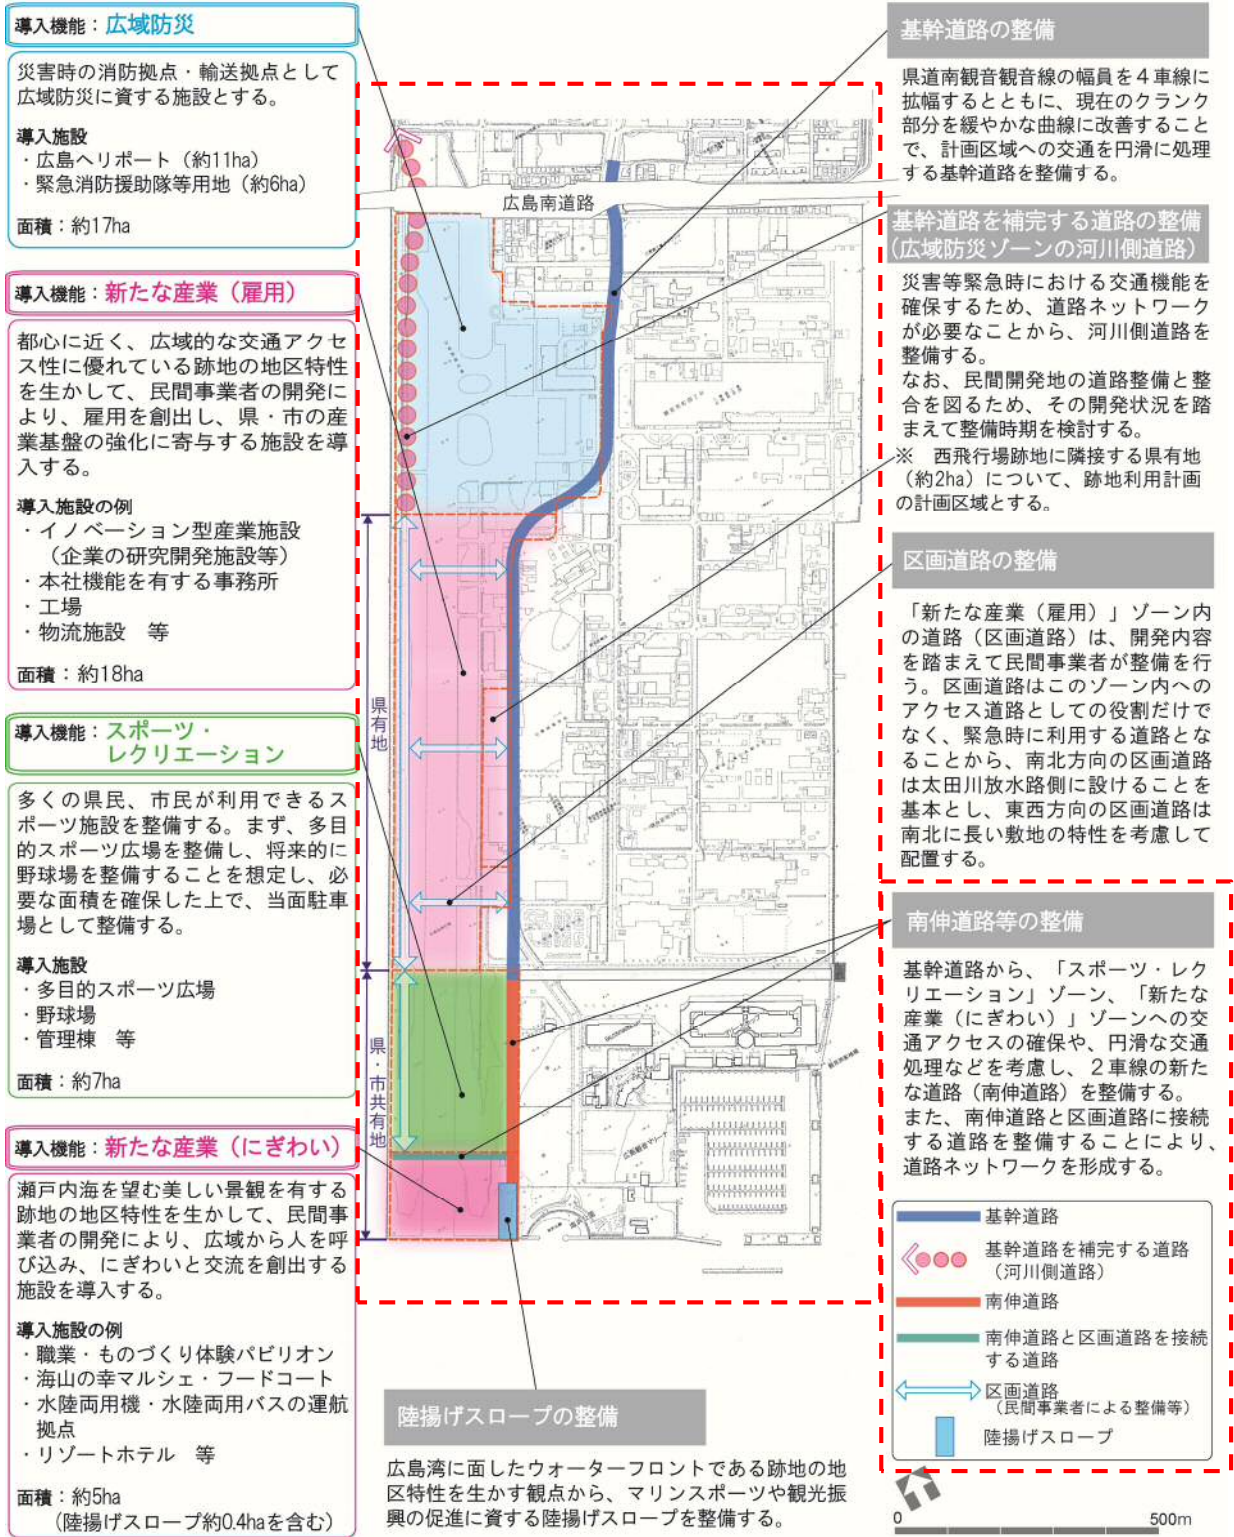 導入機能：広域防災
災害時の消防拠点・輸送拠点として
広域防災に資する施設とする。
導入施設
・広島ヘリポート（約11ha）
・緊急消防援助隊等用地（約6ha）
面積：約17ha
導入機能：新たな産業（雇用）
都心に近く、広域的な交通アクセ
ス性に優れている跡地の地区特性
を生かして、民間事業者の開発に
より、雇用を創出し、県・市の産
業基盤の強化に寄与する施設を導
入する。
導入施設の例
・イノベーション型産業施設
（企業の研究開発施設等）
・本社機能を有する事務所
・工場
・物流施設　等
面積：約18ha
導入機能：スポーツ・
レクリエーション
多くの県民、市民が利用できるス
ポーツ施設を整備する。まず、多目
的スポーツ広場を整備し、将来的に
野球場を整備することを想定し、必
要な面積を確保した上で、当面駐車
場として整備する。
導入施設
・多目的スポーツ広場
・野球場
・管理棟　等
面積：約7ha
導入機能：新たな産業（にぎわい）
瀬戸内海を望む美しい景観を有する
跡地の地区特性を生かして、民間事
業者の開発により、広域から人を呼
び込み、にぎわいと交流を創出する
施設を導入する。
導入施設の例
・職業・ものづくり体験パビリオン
・海山の幸マルシェ・フードコート
・水陸両用機・水陸両用バスの運航
拠点
・リゾートホテル　等
面積：約5ha
（陸揚げスロープ約0.4haを含む）
広島南道路
県有地
県・市共有地
陸揚げスロープの整備
広島湾に面したウォーターフロントである跡地の地
区特性を生かす観点から、マリンスポーツや観光振
興の促進に資する陸揚げスロープを整備する。
基幹道路の整備
県道南観音観音線の幅員を４車線に
拡幅するとともに、現在のクランク
部分を緩やかな曲線に改善すること
で、計画区域への交通を円滑に処理
する基幹道路を整備する。
基幹道路を補完する道路の整備
（広域防災ゾーンの河川側道路）
災害等緊急時における交通機能を
確保するため、道路ネットワーク
が必要なことから、河川側道路を
整備する。
なお、民間開発地の道路整備と整
合を図るため、その開発状況を踏
まえて整備時期を検討する。
※　西飛行場跡地に隣接する県有地
（約2ha）について、跡地利用計画
の計画区域とする。
区画道路の整備
「新たな産業（雇用）」ゾーン内
の道路（区画道路）は、開発内容
を踏まえて民間事業者が整備を行
う。区画道路はこのゾーン内への
アクセス道路としての役割だけで
なく、緊急時に利用する道路とな
ることから、南北方向の区画道路
は太田川放水路側に設けることを
基本とし、東西方向の区画道路は
南北に長い敷地の特性を考慮して
配置する。
南伸道路等の整備
基幹道路から、「スポーツ・レク
リエーション」ゾーン、「新たな
産業（にぎわい）」ゾーンへの交
通アクセスの確保や、円滑な交通
処理などを考慮し、２車線の新た
な道路（南伸道路）を整備する。
また、南伸道路と区画道路に接続
する道路を整備することにより、
道路ネットワークを形成する。
基幹道路
基幹道路を補完する道路
（河川側道路）
南伸道路
南伸道路と区画道路を接続
する道路
区画道路
（民間事業者による整備等）
陸揚げスロープ
0
500m